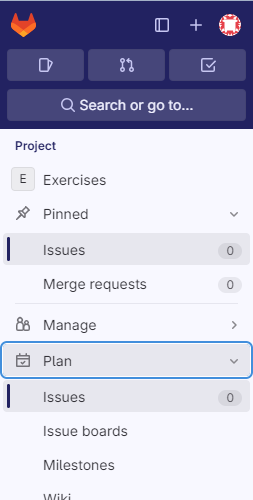 Search or go to...
Project
E Exercises
Pinned
Issues 0
Merge requests 0
Manage
Plan
Issues 0
Issue boards
Milestones
Wiki